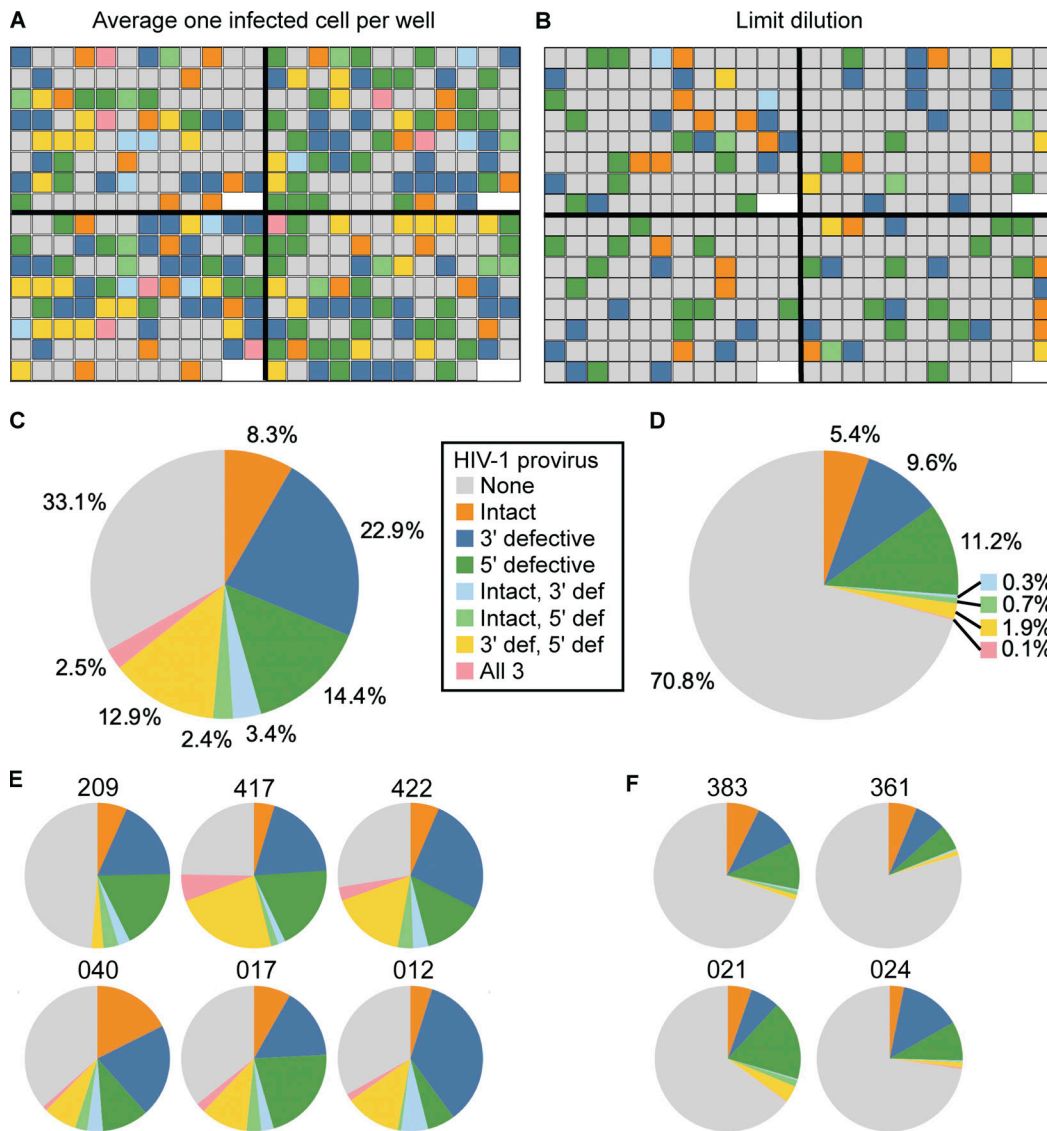 A Average one infected cell per well
B Limit dilution
C
8.3%
22.9%
14.4%
3.4%
2.4%
12.9%
2.5%
33.1%
HIV-1 provirus
None
Intact
3' defective
5' defective
Intact, 3' def
Intact, 5' def
3' def, 5' def
All 3
D
5.4%
9.6%
11.2%
0.3%
0.7%
1.9%
0.1%
70.8%
E
209 417 422
040 017 012
F
383 361
021 024